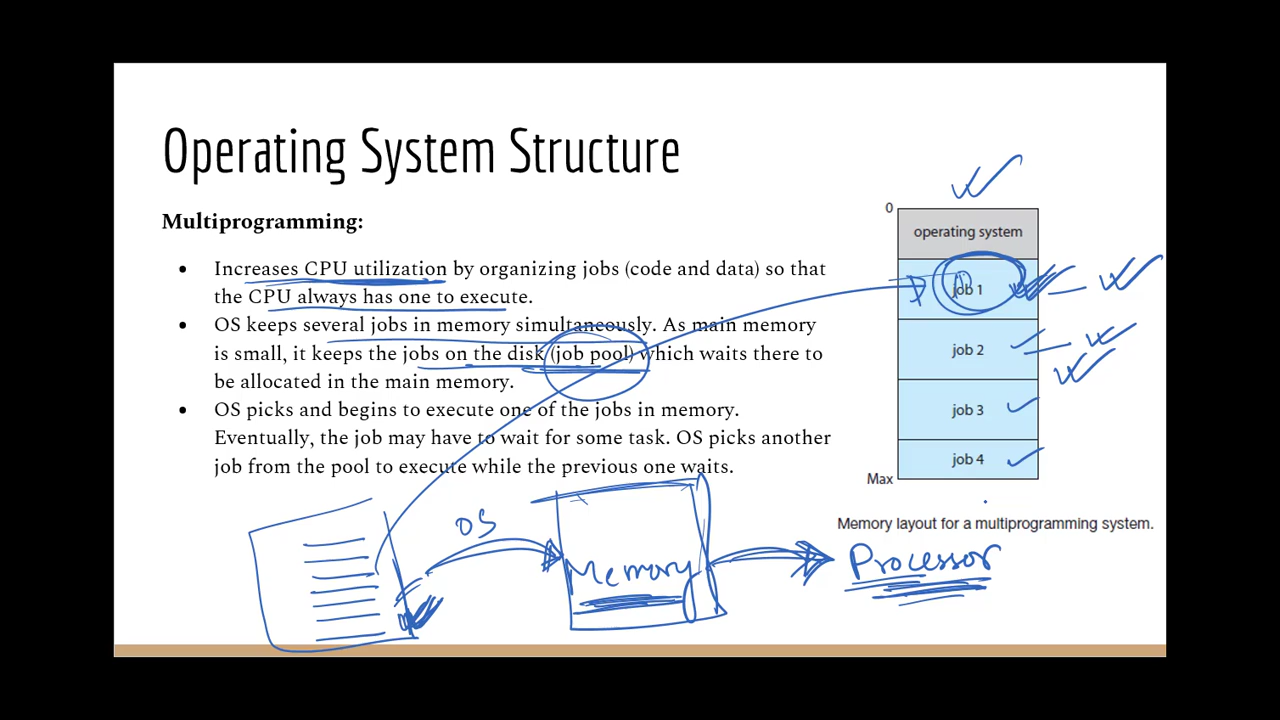 Operating System Structure
Multiprogramming:
• Increases CPU utilization by organizing jobs (code and data) so that
the CPU always has one to execute.
• OS keeps several jobs in memory simultaneously. As main memory
is small, it keeps the jobs on the disk (job pool) which waits there to
be allocated in the main memory.
• OS picks and begins to execute one of the jobs in memory.
Eventually, the job may have to wait for some task. OS picks another
job from the pool to execute while the previous one waits.
0
operating system
job 1
job 2
job 3
job 4
Max
Memory layout for a multiprogramming system.
OS
Memory
Processor